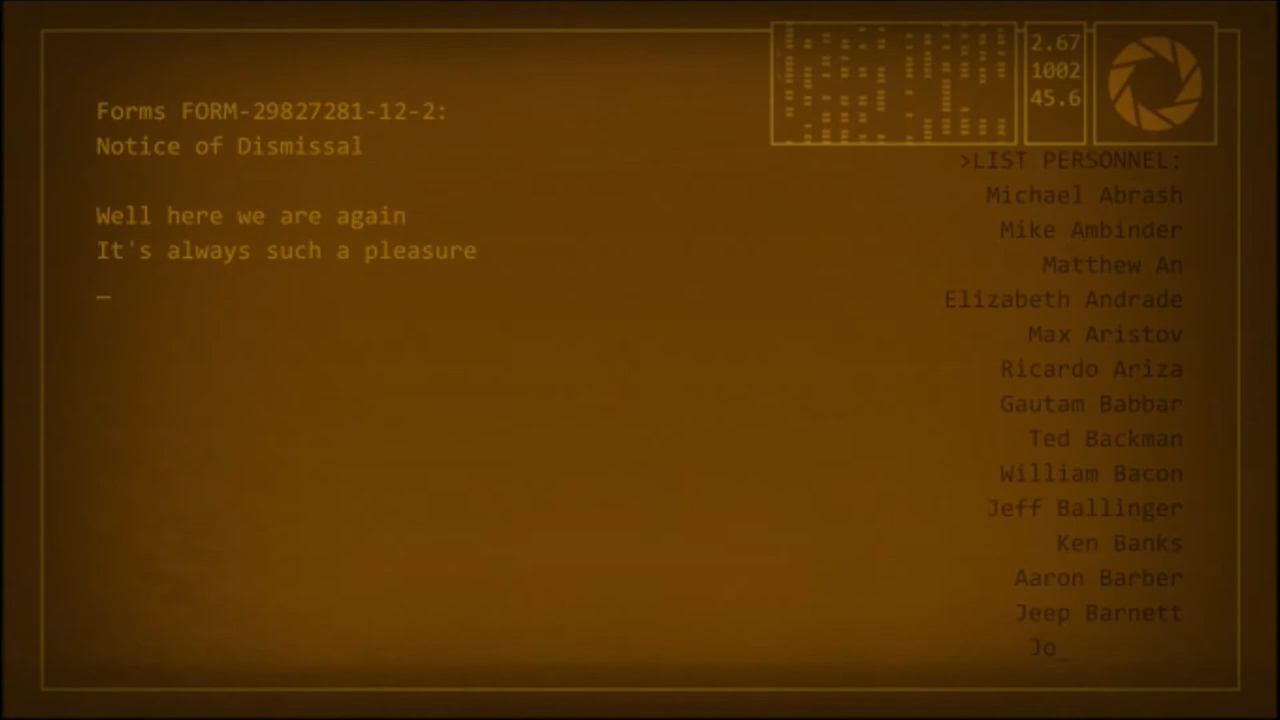 Forms FORM-29827281-12-2:
Notice of Dismissal
Well here we are again
It's always such a pleasure
_
2.67
1002
45.6
>LIST PERSONNEL:
Michael Abrash
Mike Ambinder
Matthew An
Elizabeth Andrade
Max Aristov
Ricardo Ariza
Gautam Babbar
Ted Backman
William Bacon
Jeff Ballinger
Ken Banks
Aaron Barber
Jeep Barnett
Jo_